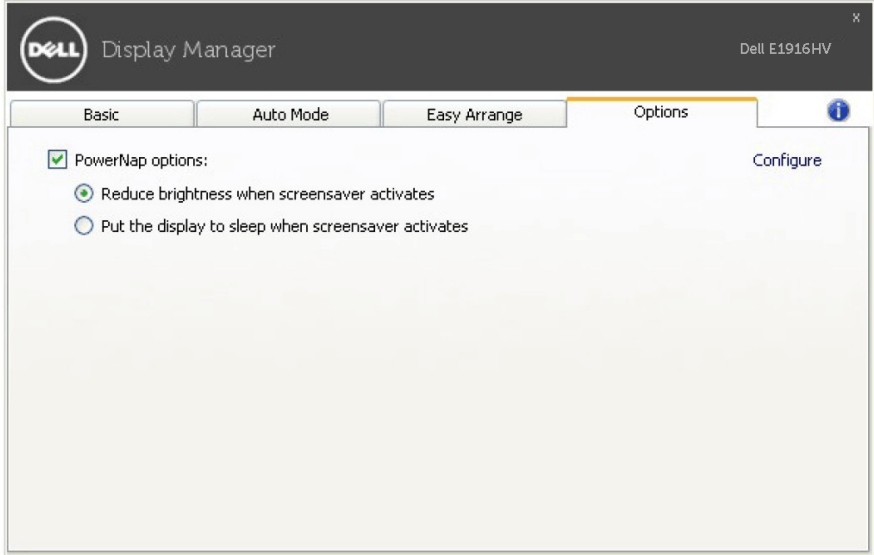 x
DELL Display Manager
Dell E1916HV
Basic Auto Mode Easy Arrange Options i
PowerNap options: Configure
Reduce brightness when screensaver activates
Put the display to sleep when screensaver activates